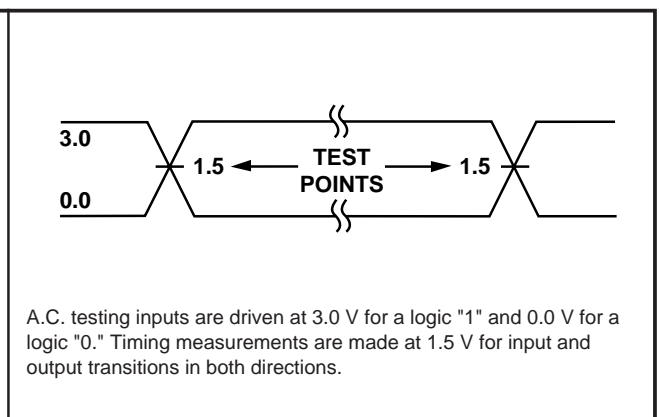 3.0
1.5 TEST POINTS 1.5
0.0
A.C. testing inputs are driven at 3.0 V for a logic "1" and 0.0 V for a
logic "0." Timing measurements are made at 1.5 V for input and
output transitions in both directions.